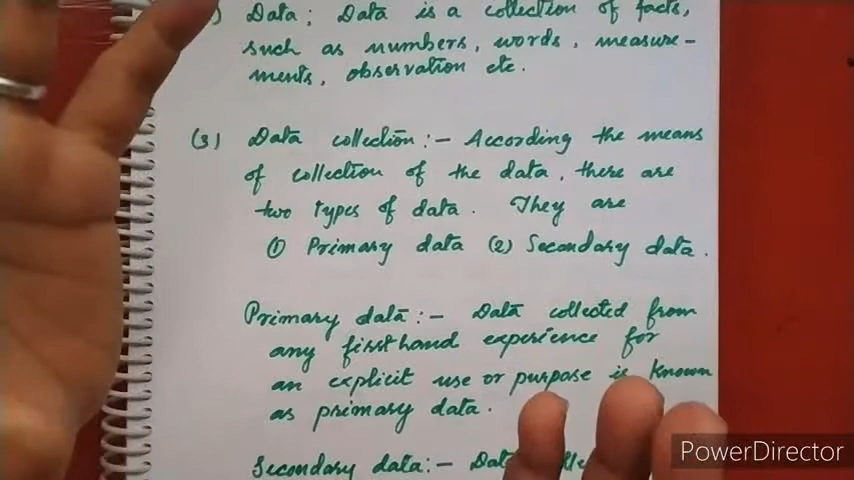 ) Data : Data is a collection of facts,
such as numbers, words, measure-
ments, observation etc.
(3) Data collection :- According the means
of collection of the data, there are
two types of data. They are
① Primary data (2) Secondary data.
Primary data :- Data collected from
any firsthand experience for
an explicit use or purpose is known
as primary data.
Secondary data :- Data
PowerDirector